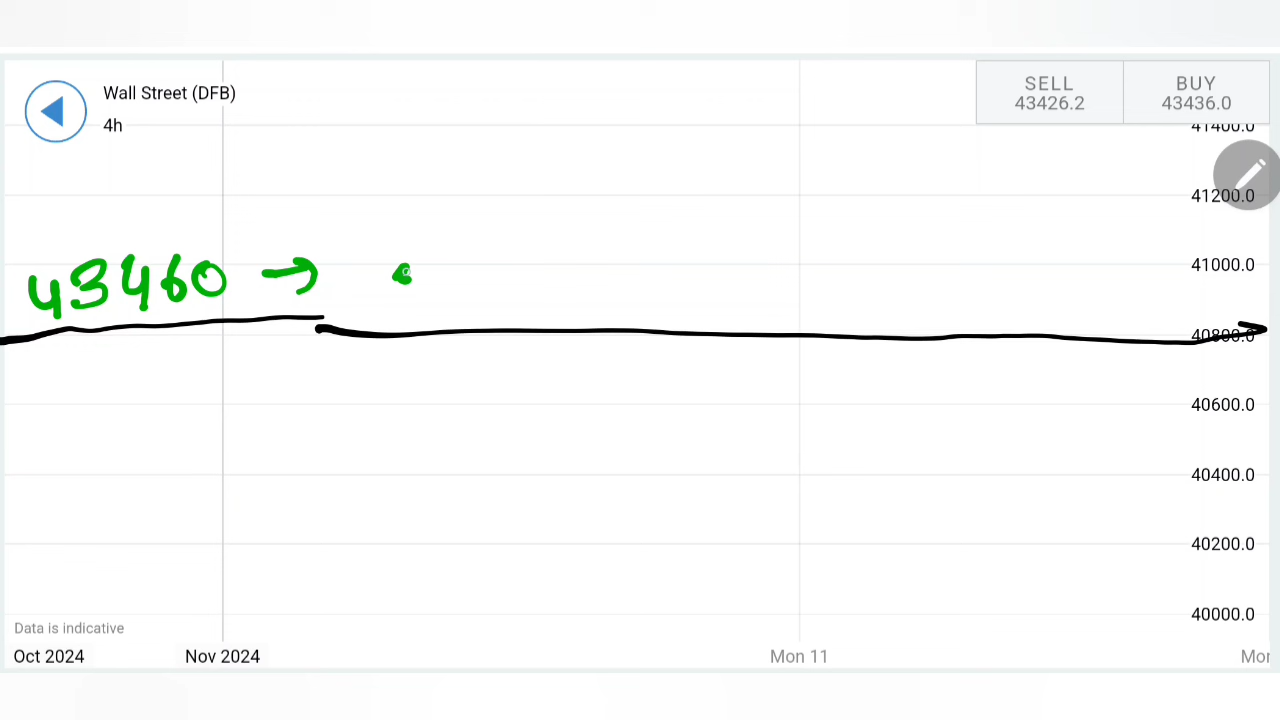 Wall Street (DFB)
4h
SELL
43426.2
BUY
43436.0
41400.0
41200.0
43460 →
41000.0
40800.0
40600.0
40400.0
40200.0
40000.0
Data is indicative
Oct 2024
Nov 2024
Mon 11
Mon